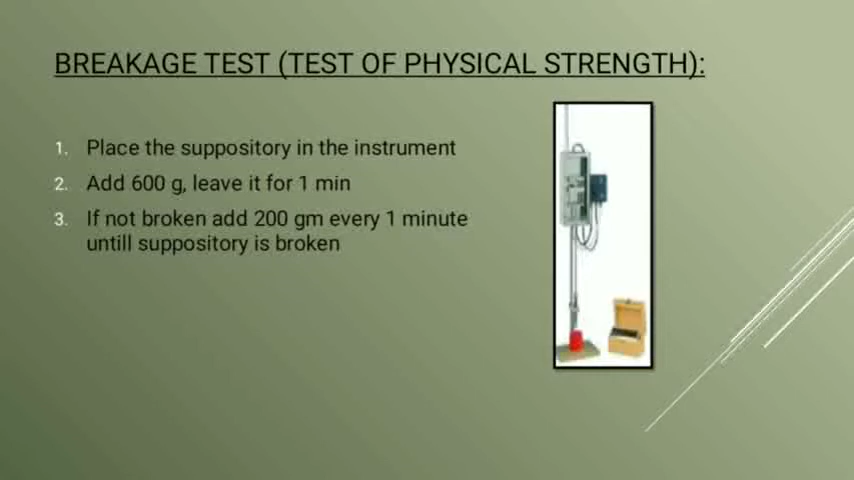 BREAKAGE TEST (TEST OF PHYSICAL STRENGTH):
1. Place the suppository in the instrument
2. Add 600 g, leave it for 1 min
3. If not broken add 200 gm every 1 minute
untill suppository is broken